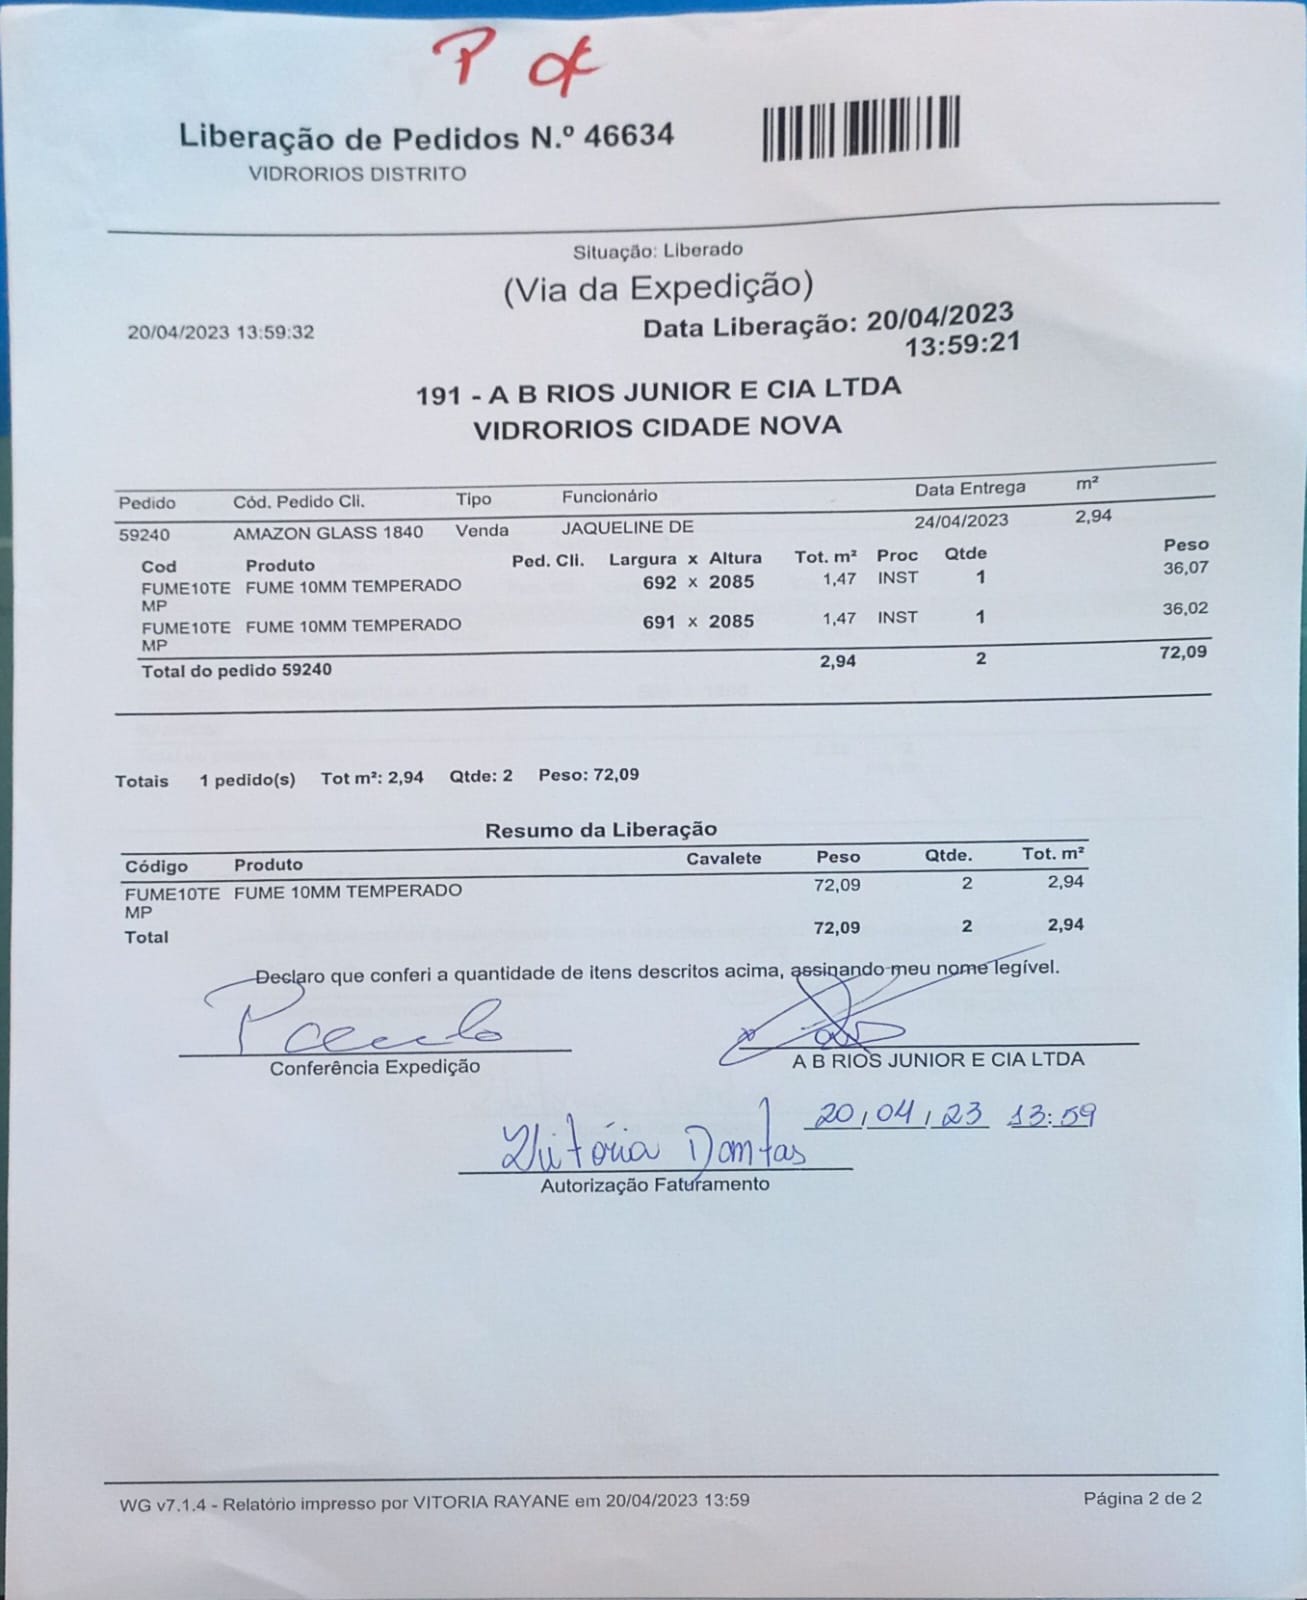 P ok
Liberação de Pedidos N.º 46634
VIDRORIOS DISTRITO
Situação: Liberado
(Via da Expedição)
20/04/2023 13:59:32
Data Liberação: 20/04/2023
13:59:21
191 - A B RIOS JUNIOR E CIA LTDA
VIDRORIOS CIDADE NOVA
Pedido Cód. Pedido Cli. Tipo Funcionário Data Entrega m²
59240 AMAZON GLASS 1840 Venda JAQUELINE DE 24/04/2023 2,94
Cod Produto Ped. Cli. Largura x Altura Tot. m² Proc Qtde Peso
FUME10TE FUME 10MM TEMPERADO 692 x 2085 1,47 INST 1 36,07
MP
FUME10TE FUME 10MM TEMPERADO 691 x 2085 1,47 INST 1 36,02
MP
Total do pedido 59240 2,94 2 72,09
Totais 1 pedido(s) Tot m²: 2,94 Qtde: 2 Peso: 72,09
Resumo da Liberação
Código Produto Cavalete Peso Qtde. Tot. m²
FUME10TE FUME 10MM TEMPERADO 72,09 2 2,94
MP
Total 72,09 2 2,94
Declaro que conferi a quantidade de itens descritos acima, assinando meu nome legível.
Conferência Expedição A B RIOS JUNIOR E CIA LTDA
20/04/23 13:59
Vitória Dantas
Autorização Faturamento
WG v7.1.4 - Relatório impresso por VITORIA RAYANE em 20/04/2023 13:59 Página 2 de 2